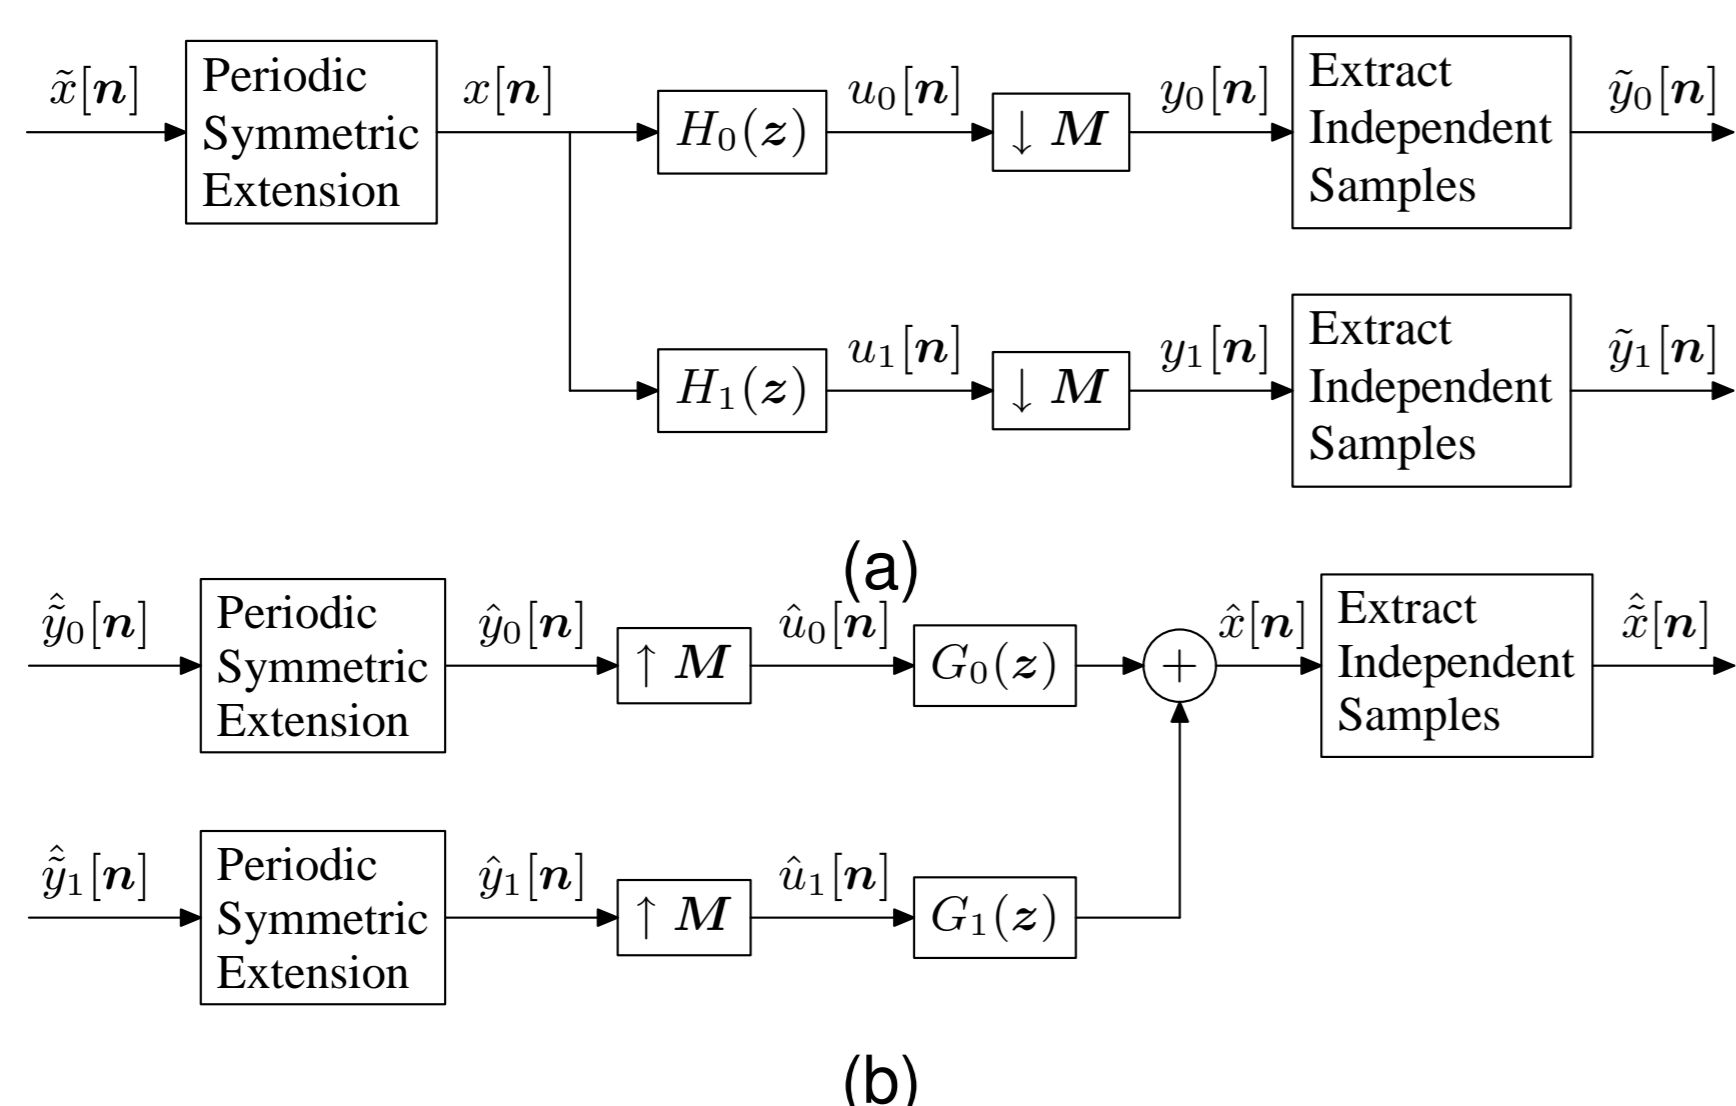 x̃[n]
Periodic
Symmetric
Extension
x[n]
H₀(z)
u₀[n]
↓ M
y₀[n]
Extract
Independent
Samples
ỹ₀[n]
H₁(z)
u₁[n]
↓ M
y₁[n]
Extract
Independent
Samples
ỹ₁[n]
(a)
ỹ̂₀[n]
Periodic
Symmetric
Extension
ŷ₀[n]
↑ M
û₀[n]
G₀(z)
+
x̂[n]
Extract
Independent
Samples
x̃̂[n]
ỹ̂₁[n]
Periodic
Symmetric
Extension
ŷ₁[n]
↑ M
û₁[n]
G₁(z)
(b)